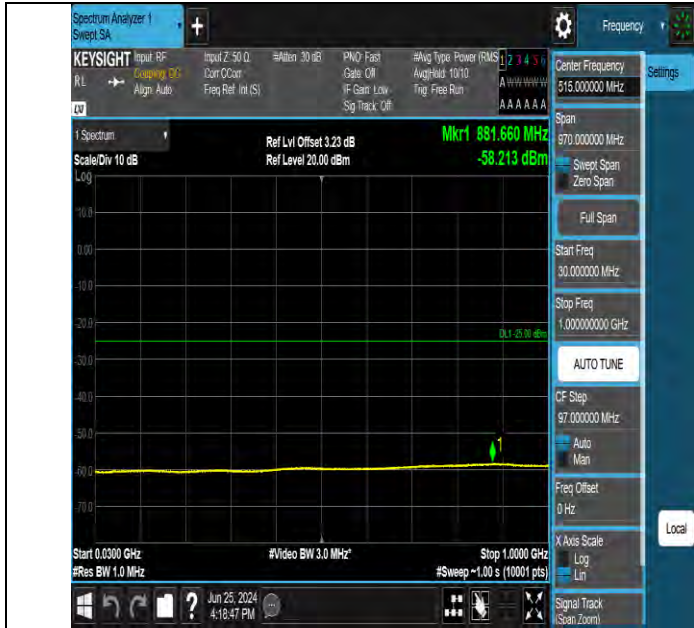 Spectrum Analyzer 1
Swept SA
Frequency
KEYSIGHT
RL
Input: RF
Coupling: DC
Align: Auto
Input Z: 50 Ω
Corr CCorr
Freq Ref: Int (S)
#Atten: 30 dB
PNO: Fast
Gate: Off
IF Gain: Low
Sig Track: Off
#Avg Type: Power (RMS
Avg|Hold: 10/10
Trig: Free Run
1 2 3 4 5 6
A W W W W W
A A A A A A
LW
1 Spectrum
Scale/Div 10 dB
Log
Ref Lvl Offset 3.23 dB
Ref Level 20.00 dBm
Mkr1 881.660 MHz
-58.213 dBm
10.0
0.00
-10.0
-20.0
-30.0
-40.0
-50.0
-60.0
-70.0
DL1 -25.00 dBm
1
Start 0.0300 GHz
#Res BW 1.0 MHz
#Video BW 3.0 MHz*
Stop 1.0000 GHz
#Sweep ~1.00 s (10001 pts)
?
Jun 25, 2024
4:18:47 PM
Center Frequency
515.000000 MHz
Span
970.000000 MHz
Swept Span
Zero Span
Full Span
Start Freq
30.000000 MHz
Stop Freq
1.000000000 GHz
AUTO TUNE
CF Step
97.000000 MHz
Auto
Man
Freq Offset
0 Hz
X Axis Scale
Log
Lin
Signal Track
(Span Zoom)
Settings
Local